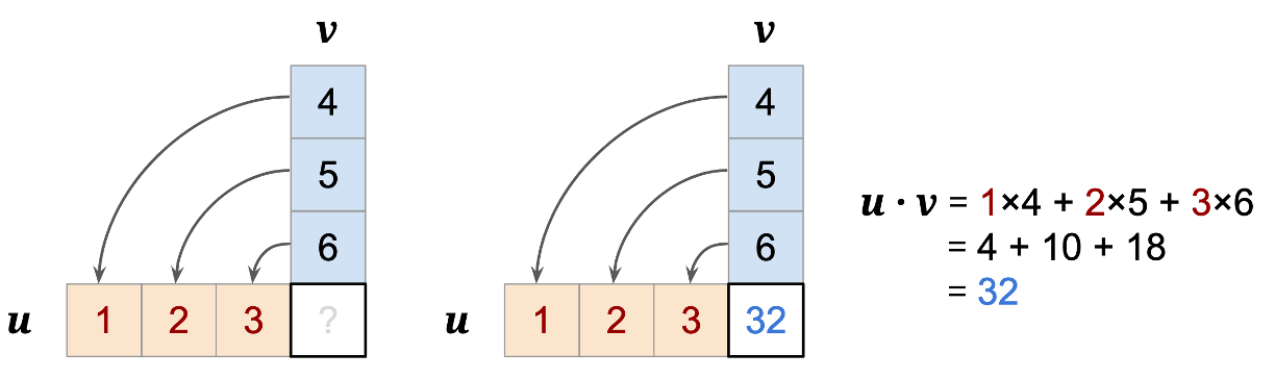 v
v
4
4
5
5
6
6
u 1 2 3 ?
u 1 2 3 32
u · v = 1×4 + 2×5 + 3×6
= 4 + 10 + 18
= 32